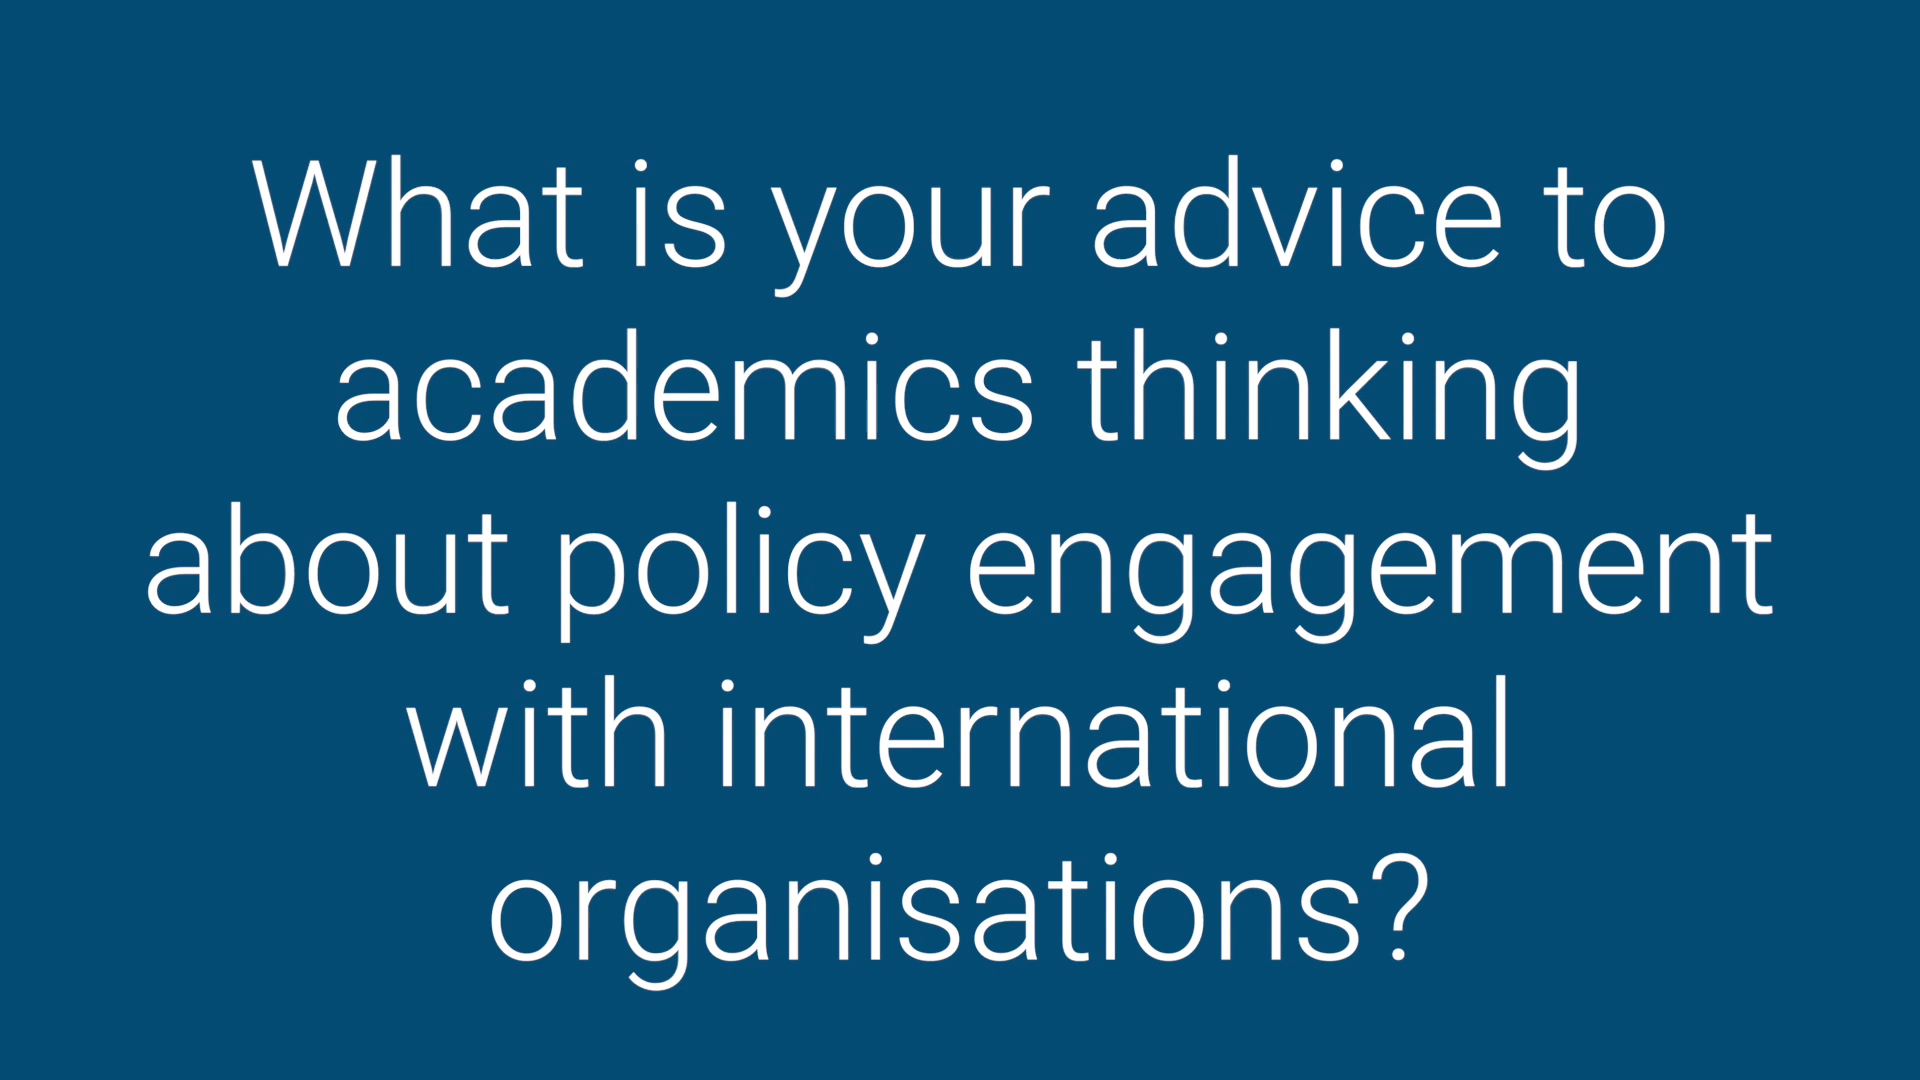 What is your advice to
academics thinking
about policy engagement
with international
organisations?